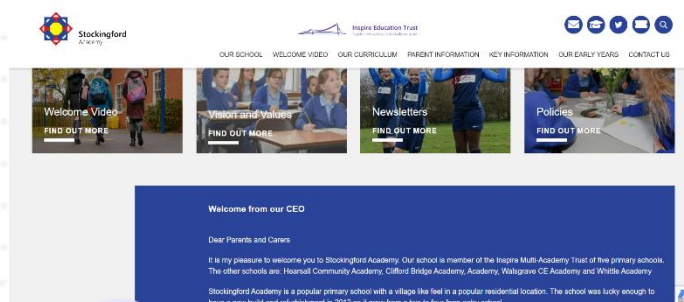 Stockingford
Academy
Inspire Education Trust
OUR SCHOOL WELCOME VIDEO OUR CURRICULUM PARENT INFORMATION KEY INFORMATION OUR EARLY YEARS CONTACT US
Welcome Video Vision and Values Newsletters Policies
FIND OUT MORE FIND OUT MORE FIND OUT MORE FIND OUT MORE
Welcome from our CEO
Dear Parents and Carers
It is my pleasure to welcome you to Stockingford Academy. Our school is member of the Inspire Multi-Academy Trust of five primary schools.
The other schools are: Hearsall Community Academy, Clifford Bridge Academy, Academy, Walsgrave CE Academy and Whittle Academy
Stockingford Academy is a popular primary school with a village like feel in a popular residential location. The school was lucky enough to